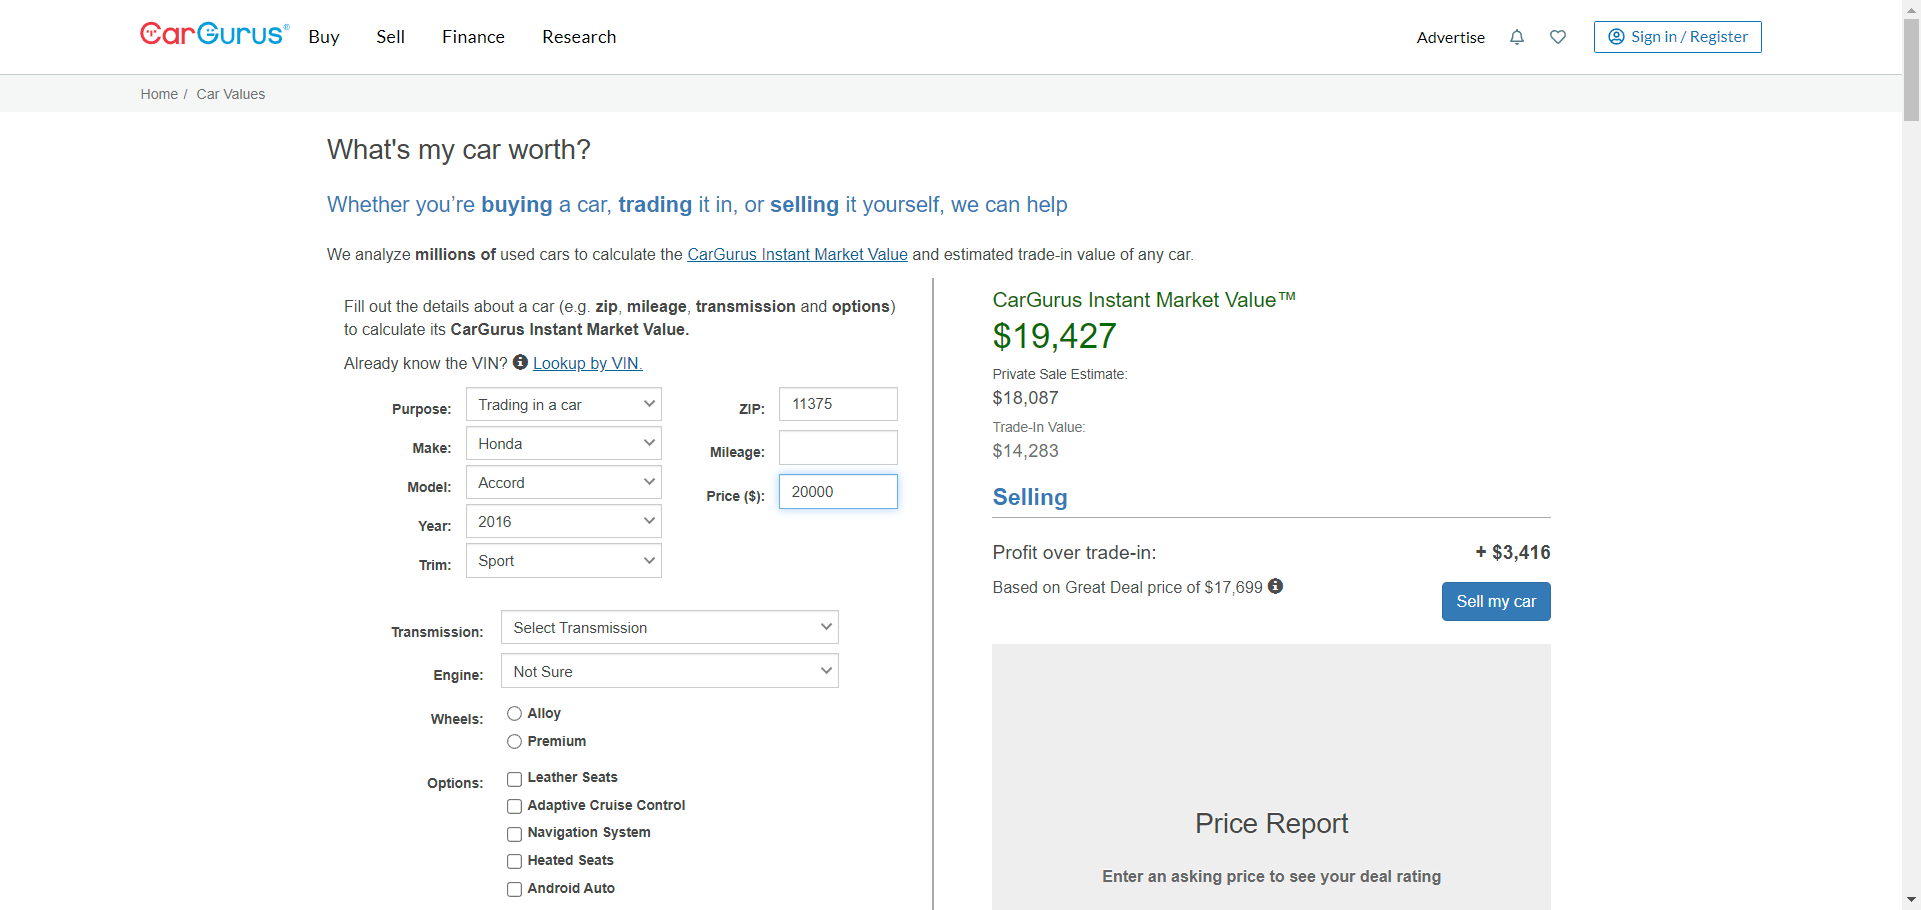 CarGurus®
Buy
Sell
Finance
Research
Advertise
Sign in / Register
Home / Car Values
What's my car worth?
Whether you’re buying a car, trading it in, or selling it yourself, we can help
We analyze millions of used cars to calculate the CarGurus Instant Market Value and estimated trade-in value of any car.
Fill out the details about a car (e.g. zip, mileage, transmission and options)
to calculate its CarGurus Instant Market Value.
Already know the VIN? Lookup by VIN.
Purpose: Trading in a car
Make: Honda
Model: Accord
Year: 2016
Trim: Sport
ZIP: 11375
Mileage:
Price ($): 20000
Transmission: Select Transmission
Engine: Not Sure
Wheels: Alloy
Premium
Options: Leather Seats
Adaptive Cruise Control
Navigation System
Heated Seats
Android Auto
CarGurus Instant Market Value™
$19,427
Private Sale Estimate:
$18,087
Trade-In Value:
$14,283
Selling
Profit over trade-in: + $3,416
Based on Great Deal price of $17,699
Sell my car
Price Report
Enter an asking price to see your deal rating